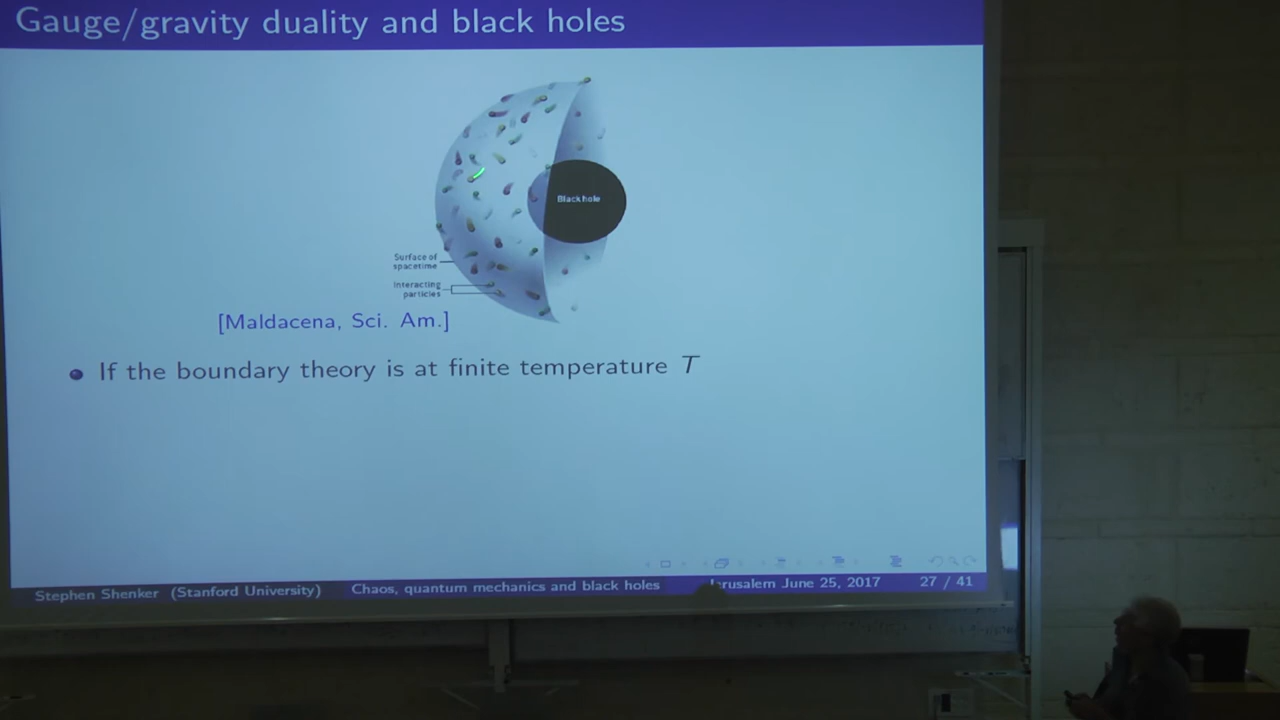 Gauge/gravity duality and black holes
Black hole
Surface of
spacetime
Interacting
particles
[Maldacena, Sci. Am.]
If the boundary theory is at finite temperature T
Stephen Shenker (Stanford University) Chaos, quantum mechanics and black holes Jerusalem June 25, 2017 27 / 41